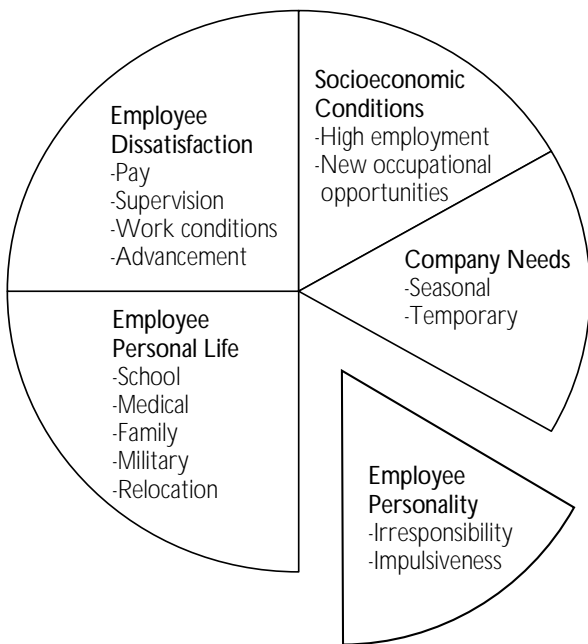 Employee
Dissatisfaction
-Pay
-Supervision
-Work conditions
-Advancement
Socioeconomic
Conditions
-High employment
-New occupational
opportunities
Company Needs
-Seasonal
-Temporary
Employee
Personal Life
-School
-Medical
-Family
-Military
-Relocation
Employee
Personality
-Irresponsibility
-Impulsiveness